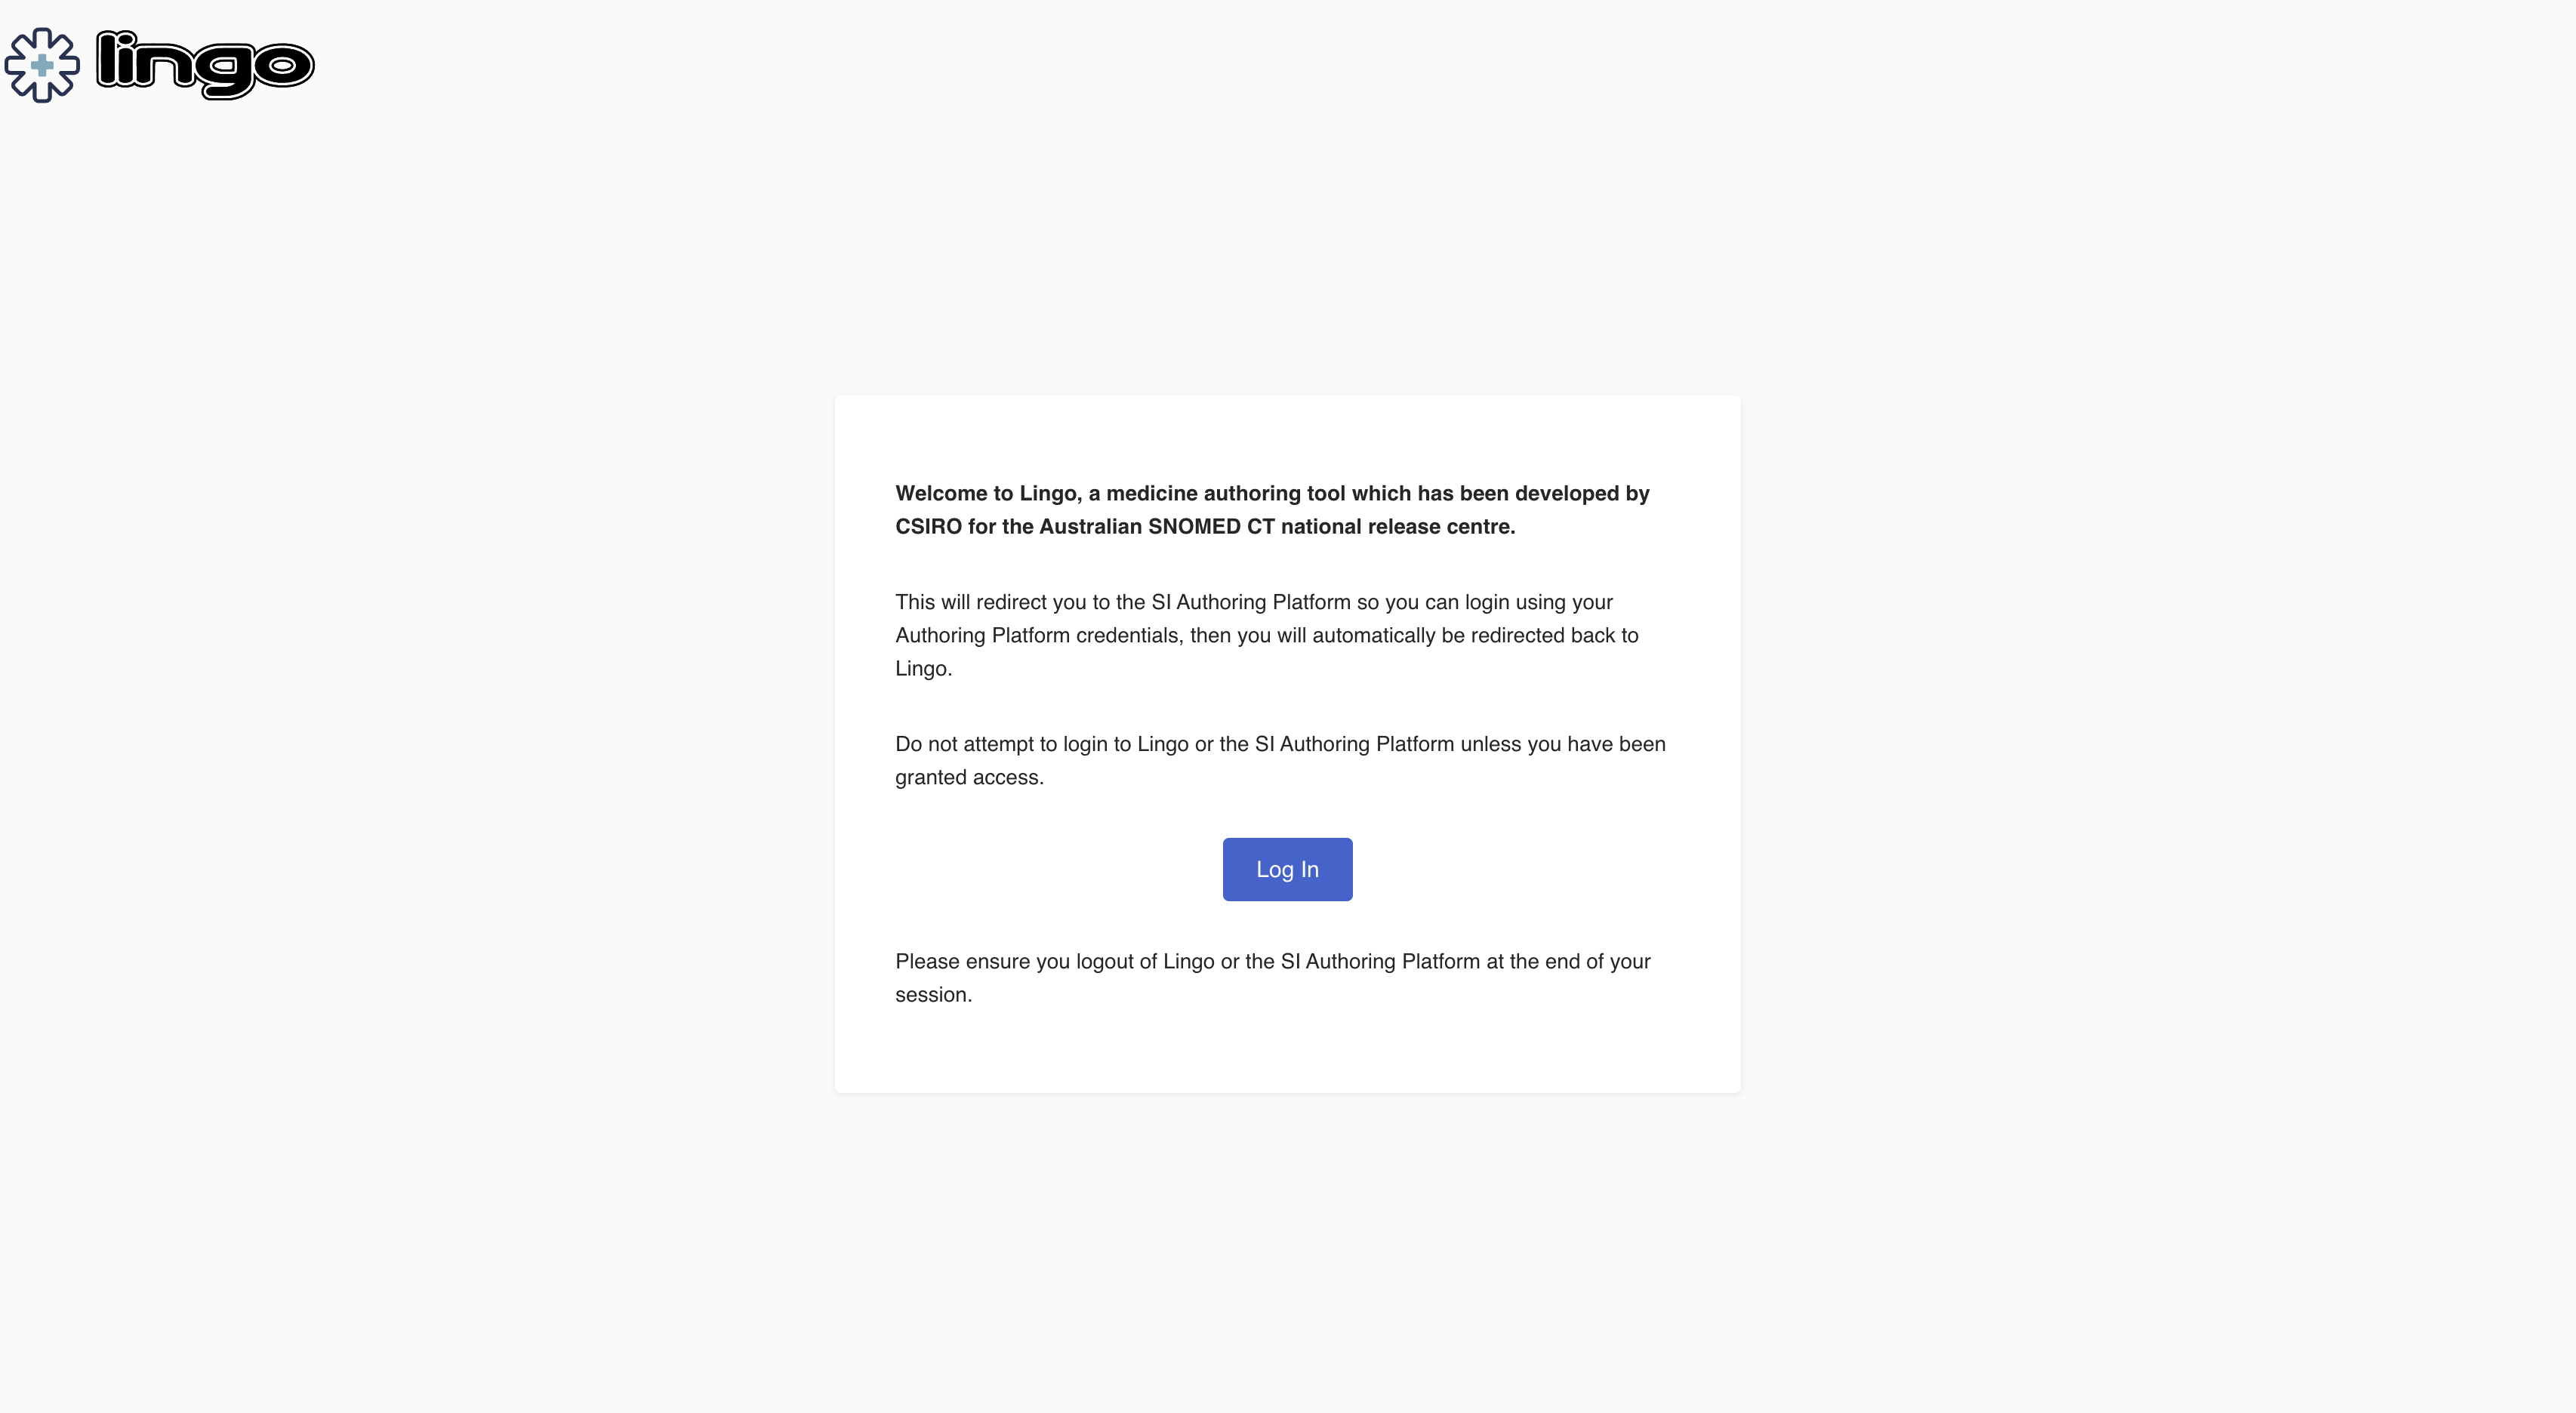 lingo
Welcome to Lingo, a medicine authoring tool which has been developed by
CSIRO for the Australian SNOMED CT national release centre.
This will redirect you to the SI Authoring Platform so you can login using your
Authoring Platform credentials, then you will automatically be redirected back to
Lingo.
Do not attempt to login to Lingo or the SI Authoring Platform unless you have been
granted access.
Log In
Please ensure you logout of Lingo or the SI Authoring Platform at the end of your
session.